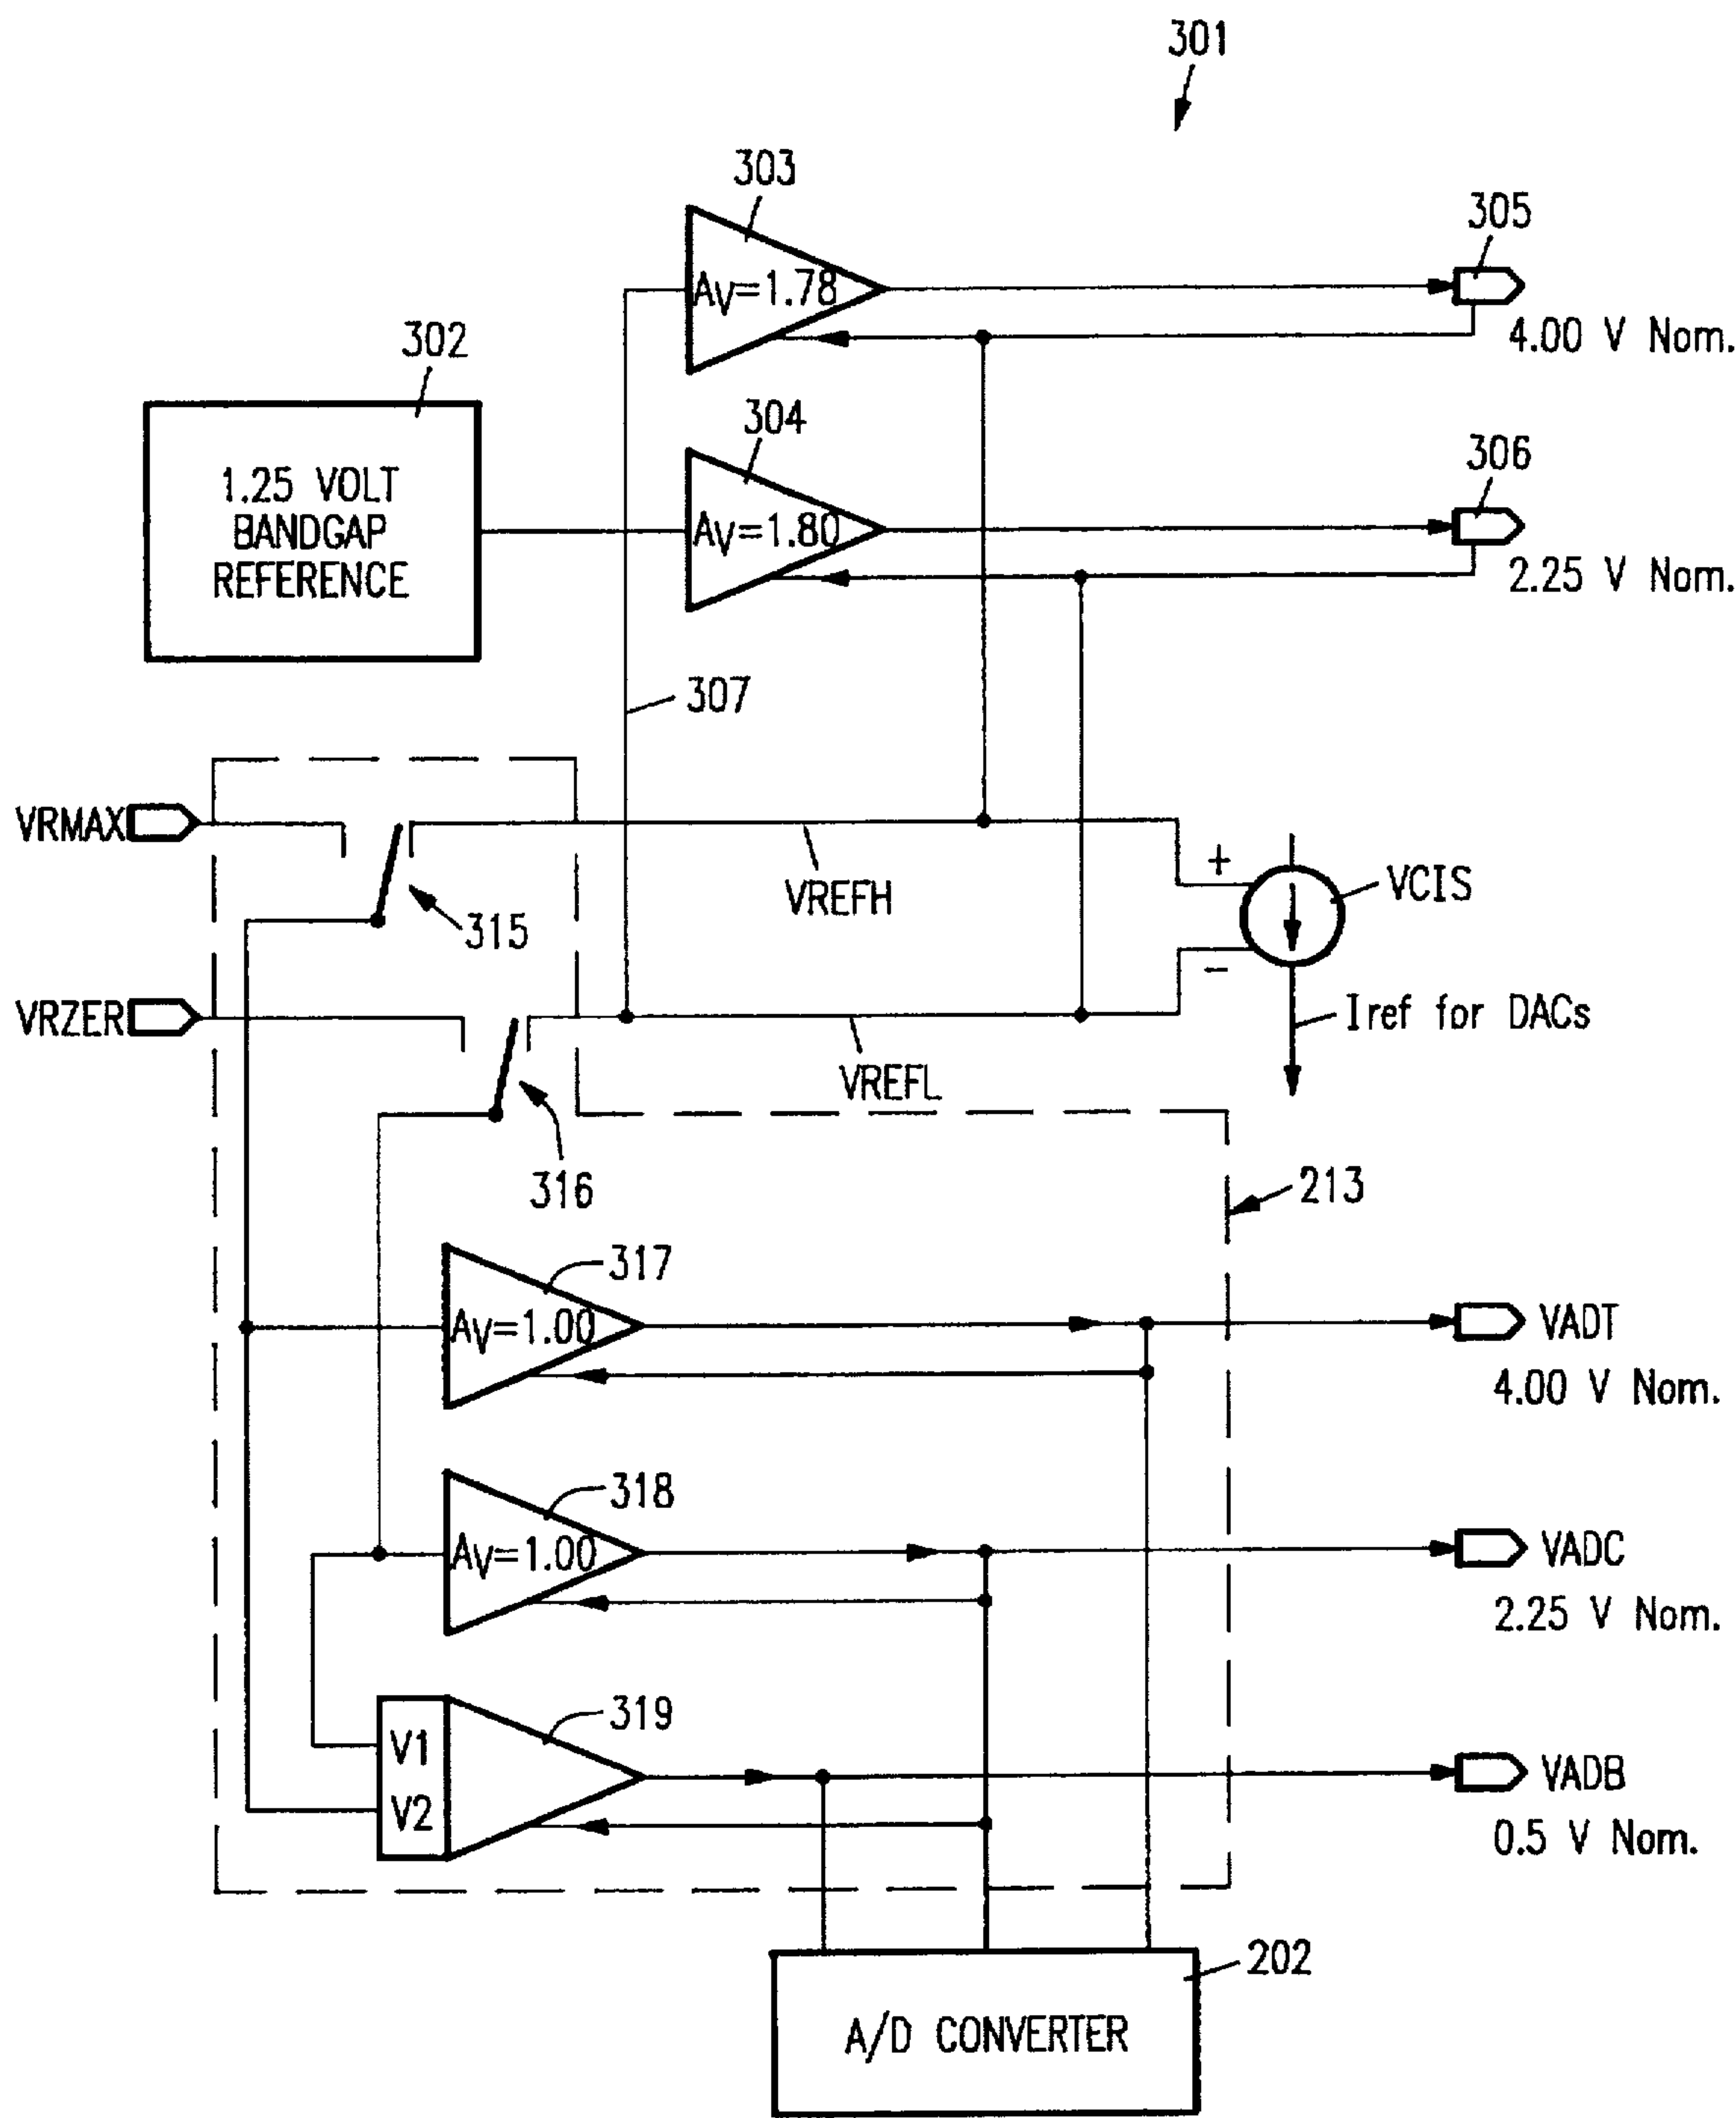 301
303
AV=1.78
305
4.00 V Nom.
302
1.25 VOLT
BANDGAP
REFERENCE
304
AV=1.80
306
2.25 V Nom.
307
VRMAX
315
VREFH
+
VCIS
-
VRZER
316
VREFL
Iref for DACs
213
317
AV=1.00
VADT
4.00 V Nom.
318
AV=1.00
VADC
2.25 V Nom.
319
V1
V2
VADB
0.5 V Nom.
202
A/D CONVERTER